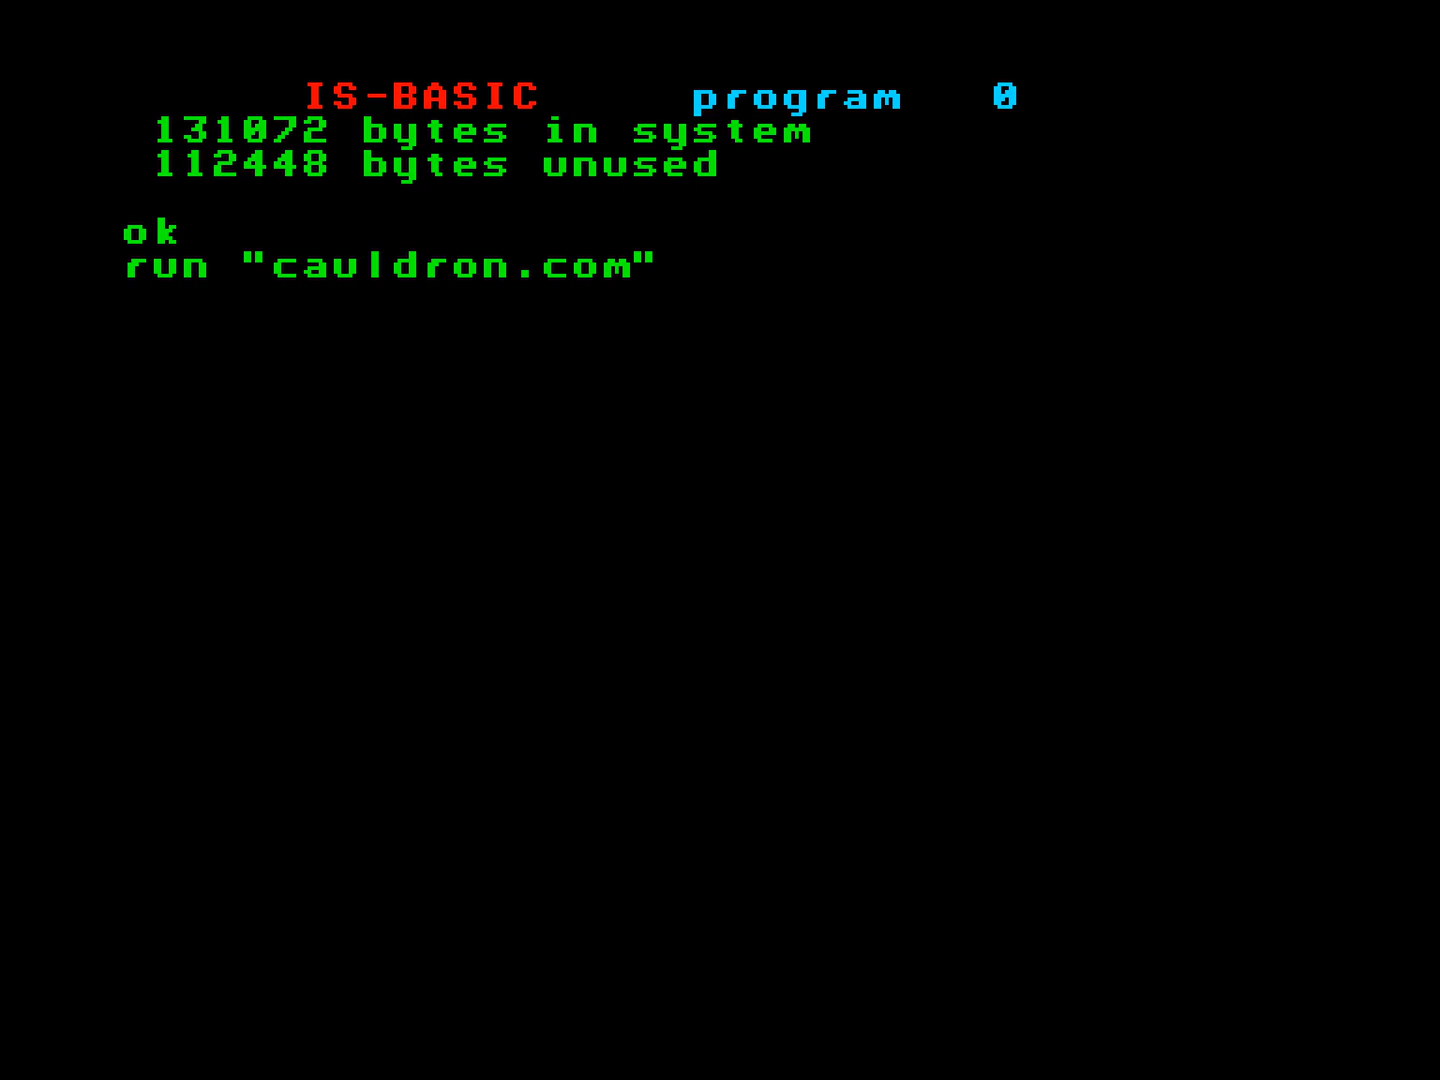 IS-BASIC program 0
131072 bytes in system
112448 bytes unused
ok
run "cauldron.com"